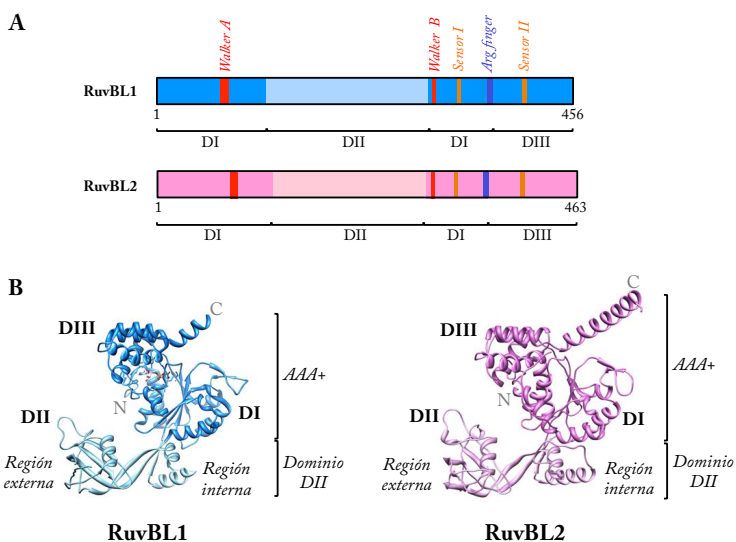 A
Walker A
Walker B
Sensor I
Arg finger
Sensor II
RuvBL1
1
456
DI
DII
DI
DIII
RuvBL2
1
463
DI
DII
DI
DIII
B
C
DIII
AAA+
N
DII
DI
Región externa
Región interna
Dominio DII
RuvBL1
C
DIII
AAA+
N
DII
DI
Región externa
Región interna
Dominio DII
RuvBL2